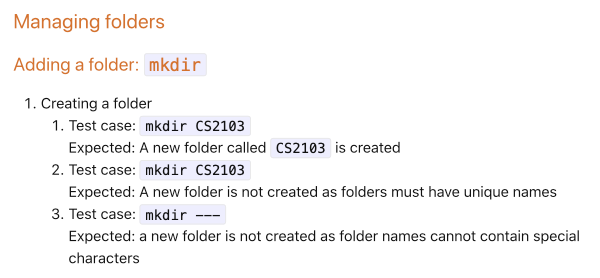 Managing folders
Adding a folder: mkdir
1. Creating a folder
1. Test case: mkdir CS2103
Expected: A new folder called CS2103 is created
2. Test case: mkdir CS2103
Expected: A new folder is not created as folders must have unique names
3. Test case: mkdir ---
Expected: a new folder is not created as folder names cannot contain special
characters